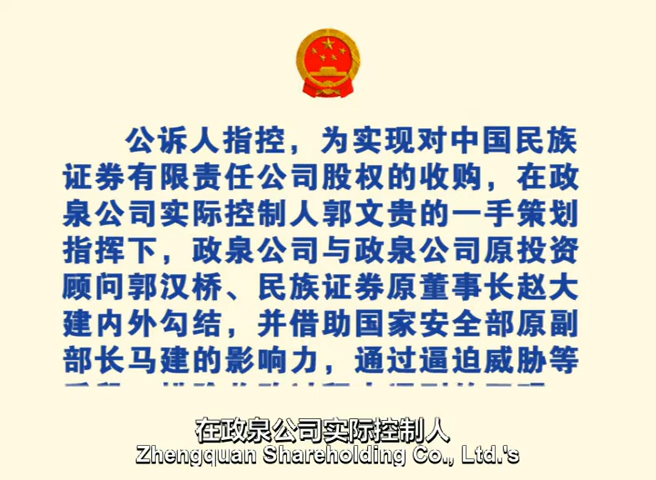 公诉人指控，为实现对中国民族
证券有限责任公司股权的收购，在政
泉公司实际控制人郭文贵的一手策划
指挥下，政泉公司与政泉公司原投资
顾问郭汉桥、民族证券原董事长赵大
建内外勾结，并借助国家安全部原副
部长马建的影响力，通过逼迫威胁等
在政泉公司实际控制人
Zhengquan Shareholding Co., Ltd.'s